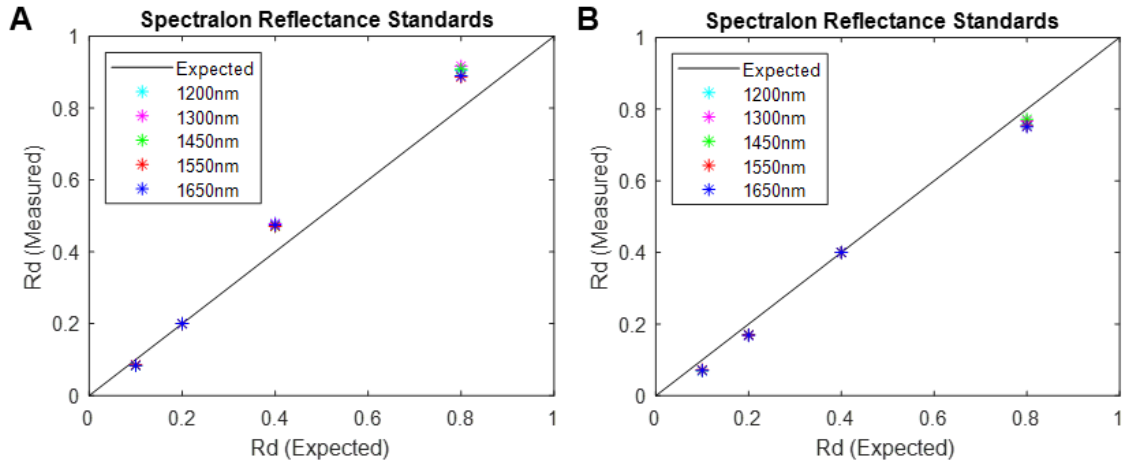 A
Spectralon Reflectance Standards
1
0.8
0.6
0.4
0.2
0
Rd (Measured)
Expected
1200nm
1300nm
1450nm
1550nm
1650nm
0 0.2 0.4 0.6 0.8 1
Rd (Expected)
B
Spectralon Reflectance Standards
1
0.8
0.6
0.4
0.2
0
Rd (Measured)
Expected
1200nm
1300nm
1450nm
1550nm
1650nm
0 0.2 0.4 0.6 0.8 1
Rd (Expected)